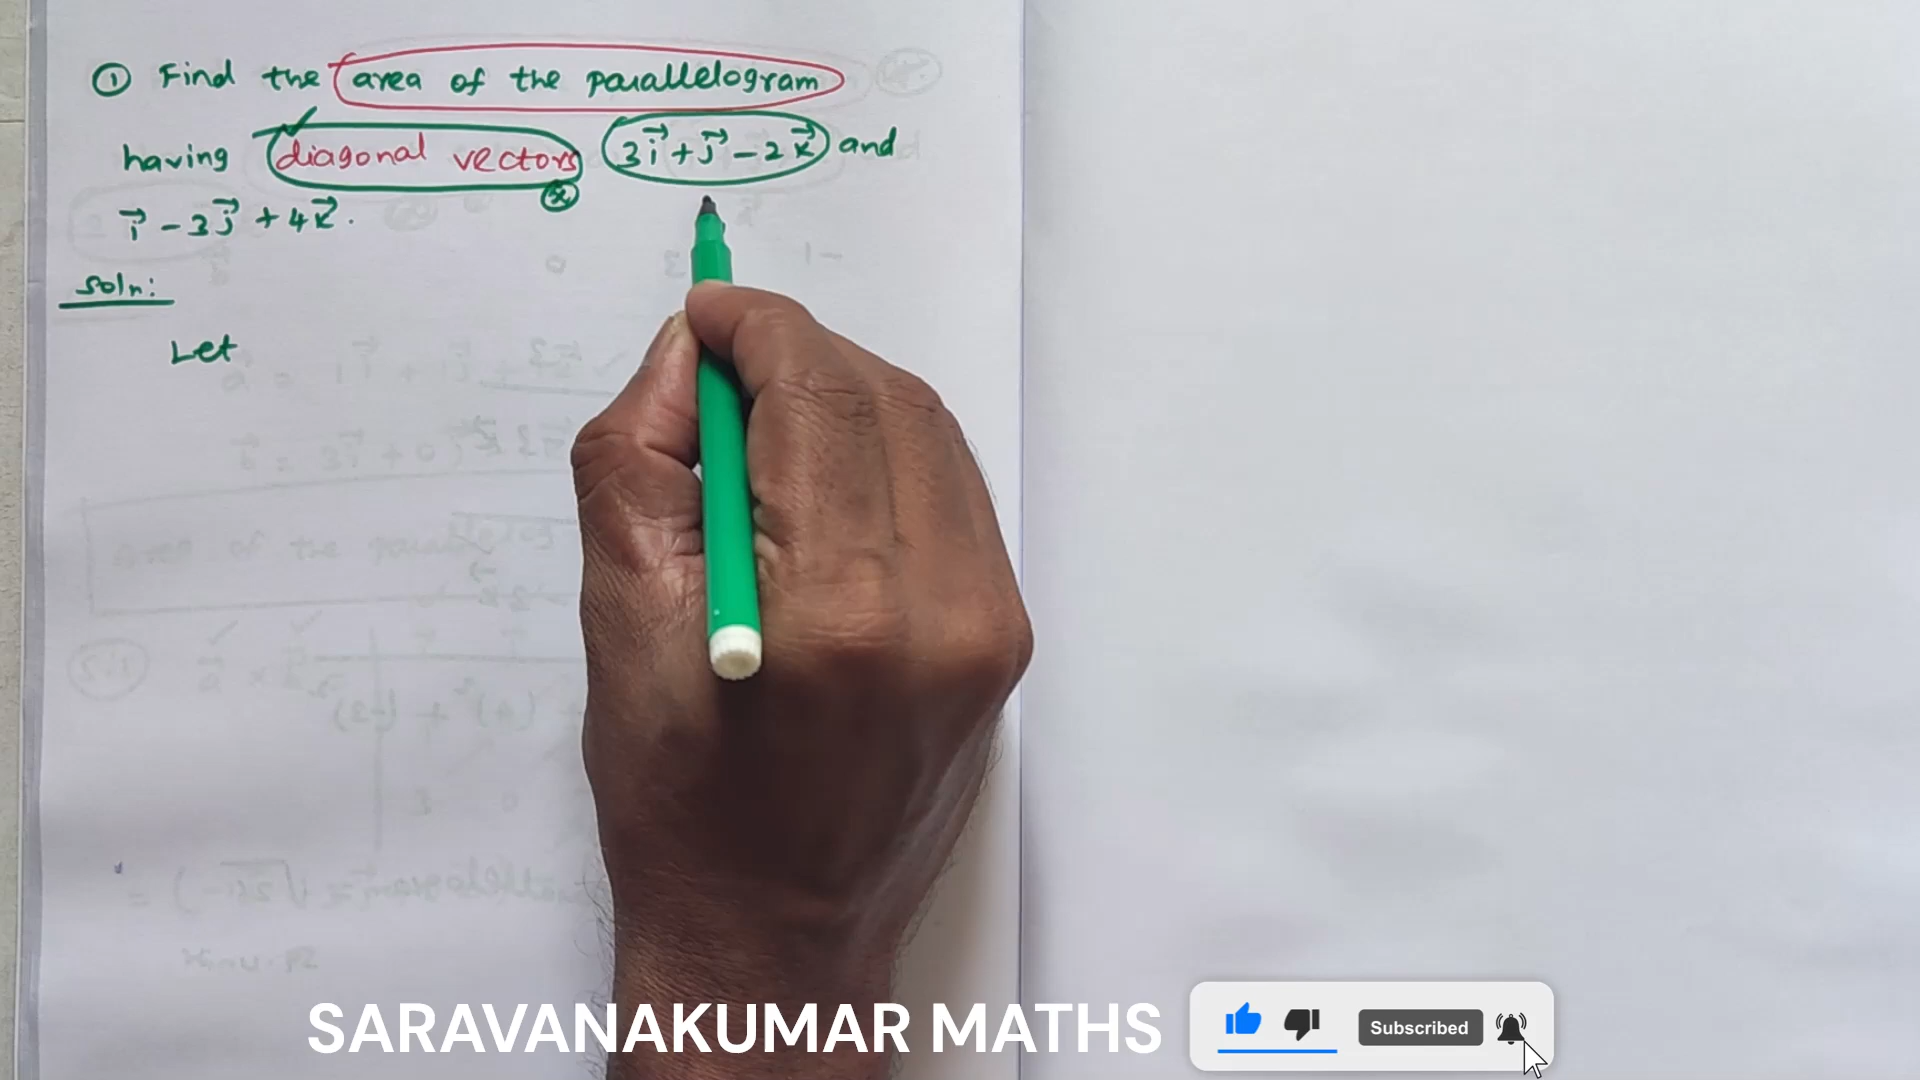 ① Find the area of the parallelogram
having diagonal vectors 3i⃗ + j⃗ - 2k⃗ and
i⃗ - 3j⃗ + 4k⃗.
Soln:
Let
SARAVANAKUMAR MATHS
Subscribed